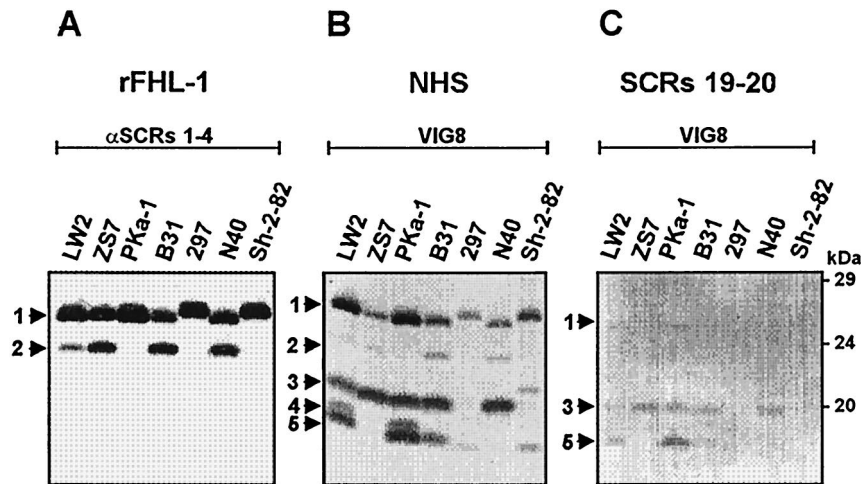 A B C
rFHL-1 NHS SCRs 19-20
αSCRs 1-4 VIG8 VIG8
LW2 ZS7 PKa-1 B31 297 N40 Sh-2-82 LW2 ZS7 PKa-1 B31 297 N40 Sh-2-82 LW2 ZS7 PKa-1 B31 297 N40 Sh-2-82
kDa
29
1 1 1
2 2 24
3 3 20
4
5 5